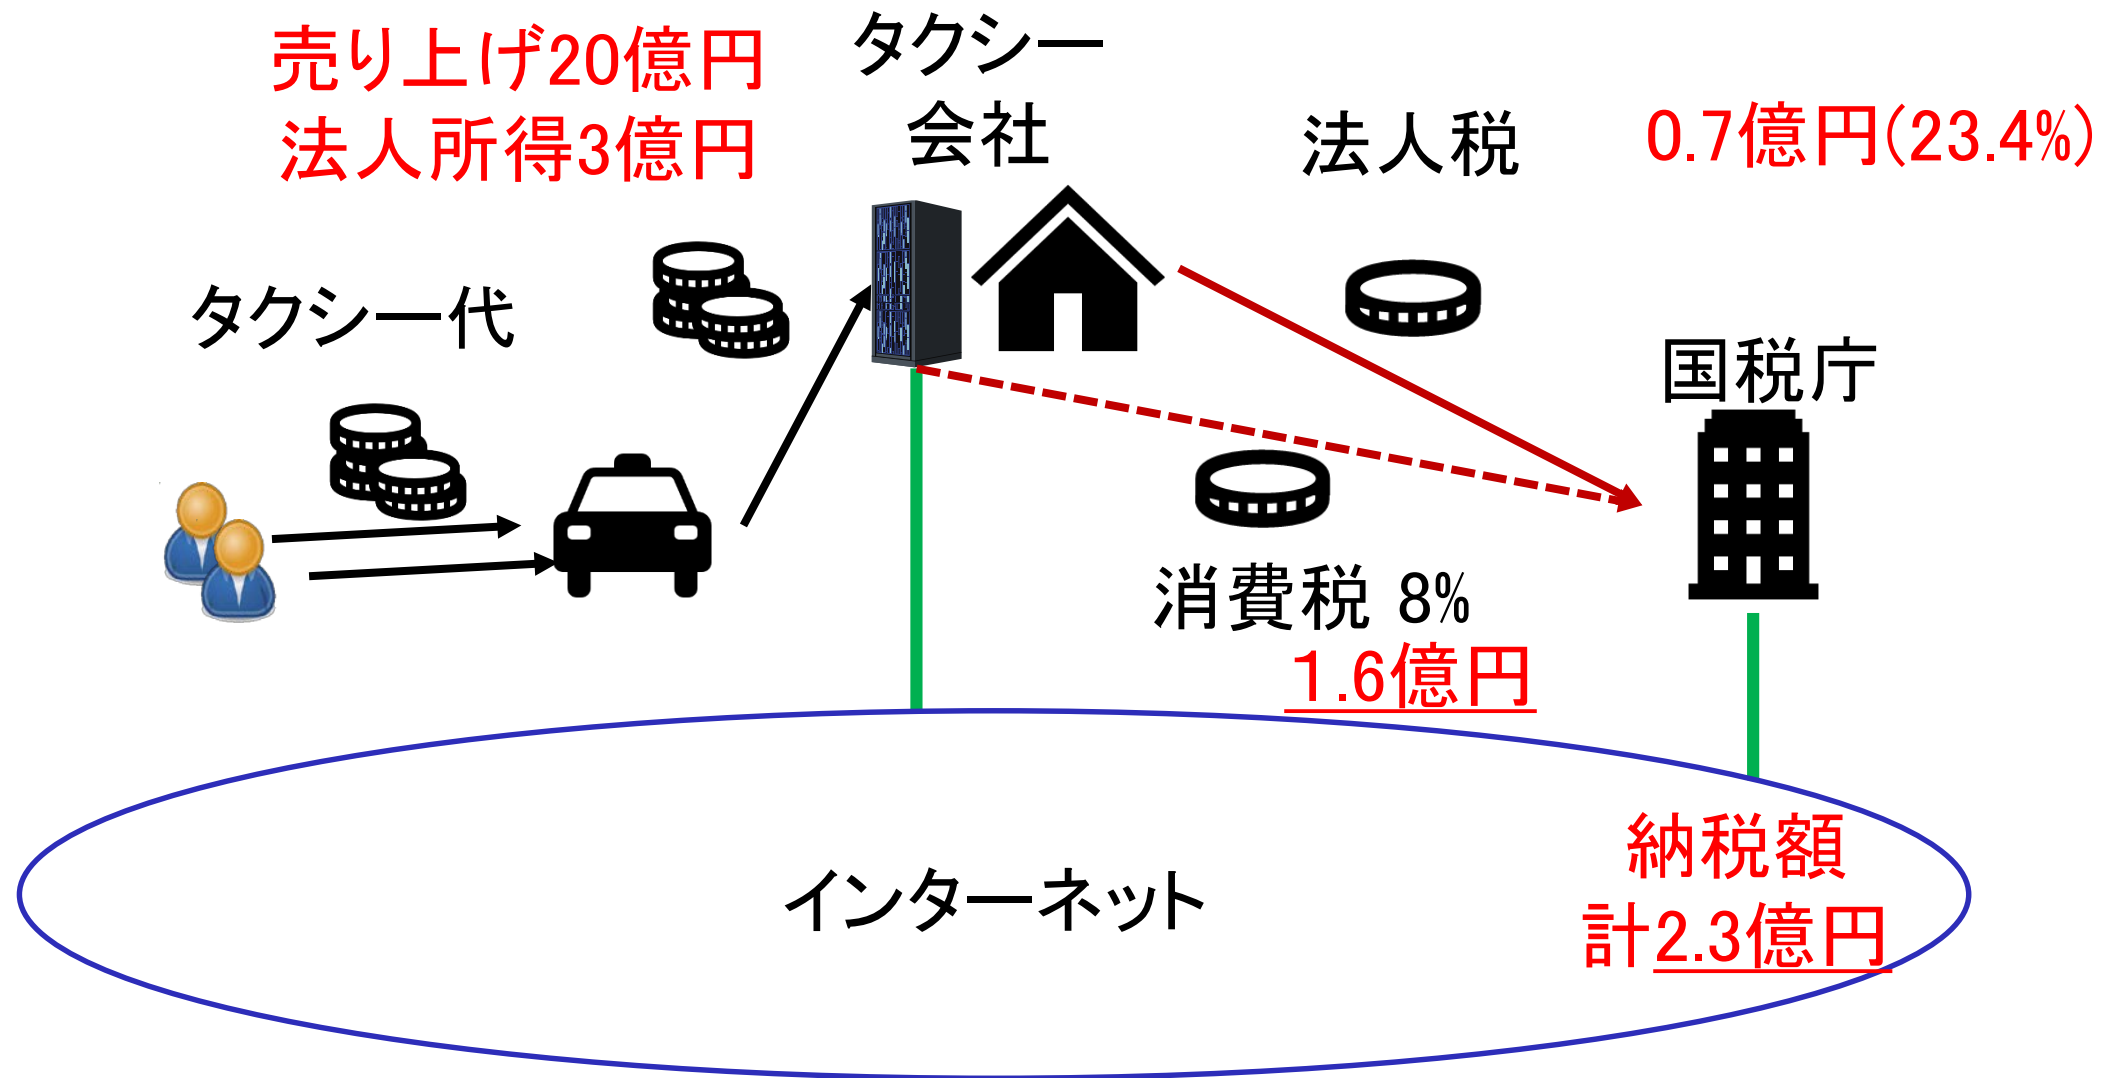 売り上げ20億円
法人所得3億円
タクシー
会社
法人税
0.7億円(23.4%)
タクシー代
国税庁
消費税 8%
1.6億円
インターネット
納税額
計2.3億円